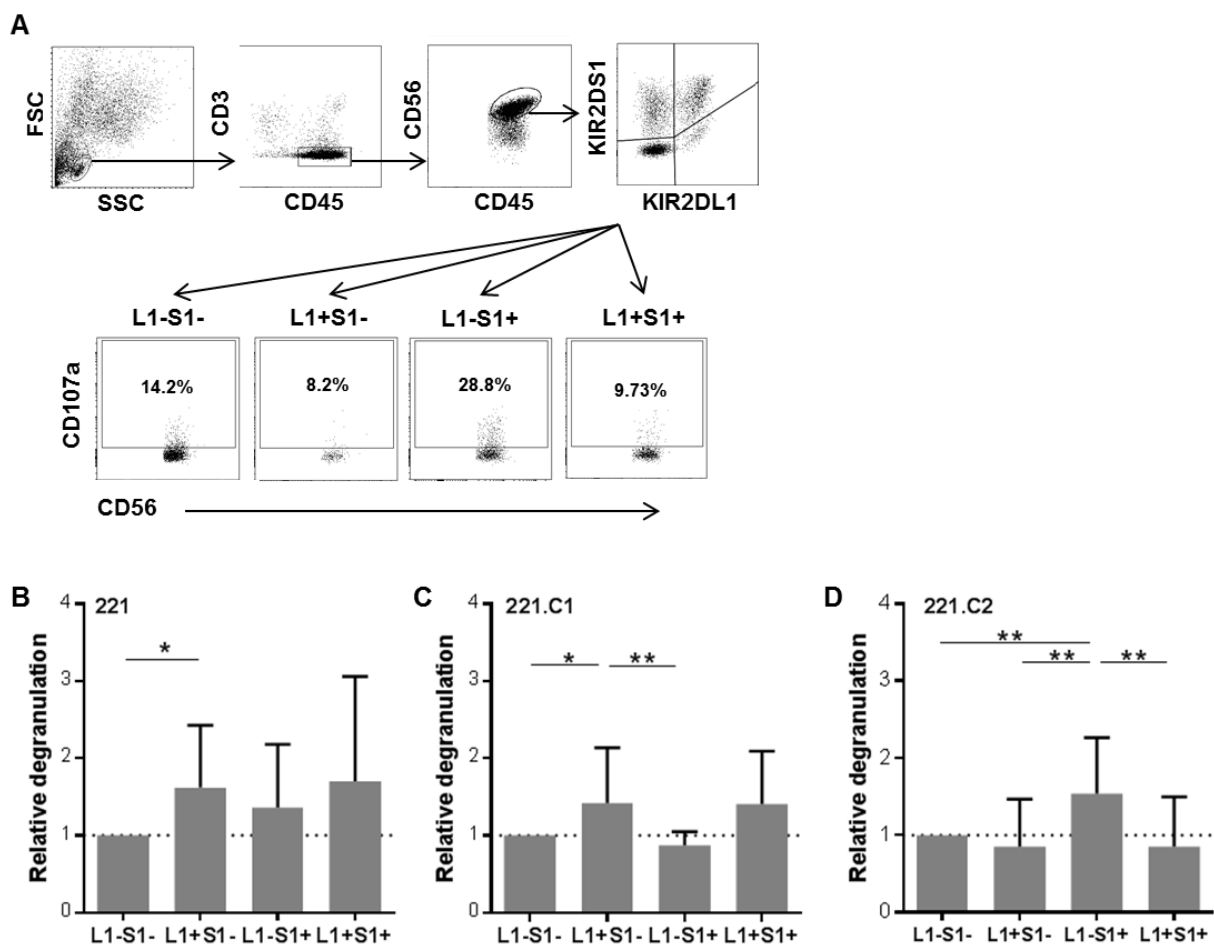 A
FSC
SSC
CD3
CD45
CD56
CD45
KIR2DS1
KIR2DL1
L1-S1-
L1+S1-
L1-S1+
L1+S1+
CD107a
14.2%
8.2%
28.8%
9.73%
CD56
B
221
Relative degranulation
4
3
2
1
0
*
L1-S1-
L1+S1-
L1-S1+
L1+S1+
C
221.C1
Relative degranulation
4
3
2
1
0
*
**
L1-S1-
L1+S1-
L1-S1+
L1+S1+
D
221.C2
Relative degranulation
4
3
2
1
0
**
**
**
L1-S1-
L1+S1-
L1-S1+
L1+S1+